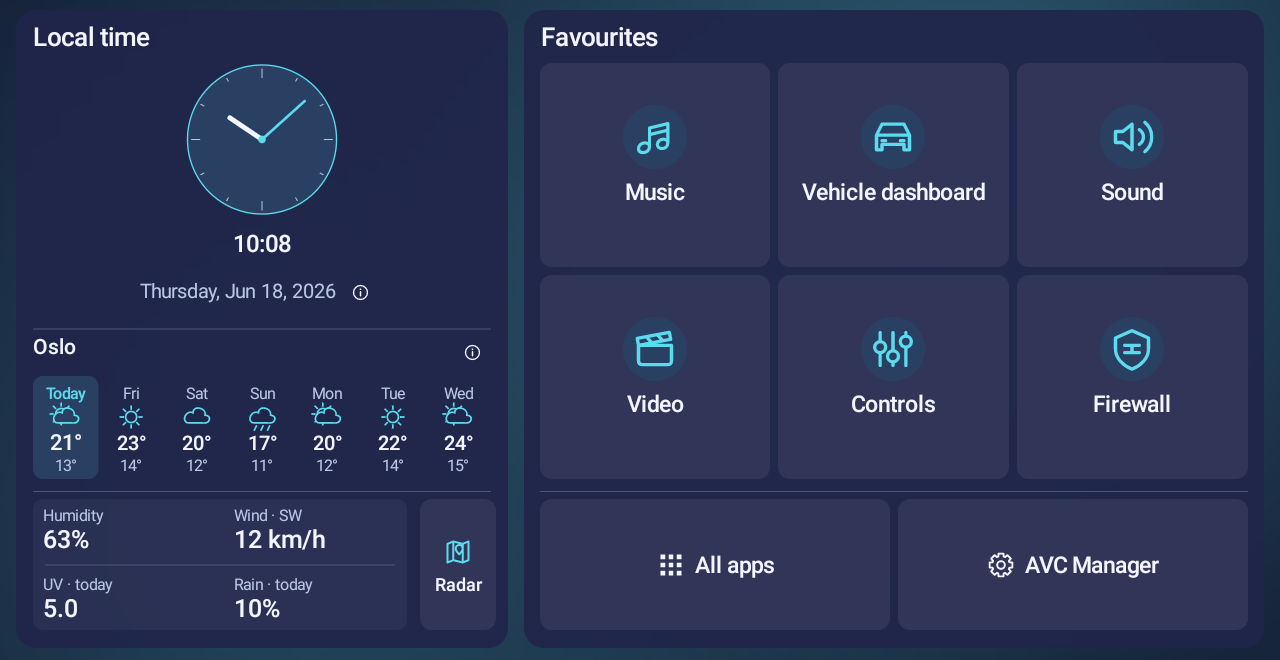 Local time
10:08
Thursday, Jun 18, 2026
Oslo
Today Fri Sat Sun Mon Tue Wed
21° 23° 20° 17° 20° 22° 24°
13° 14° 12° 11° 12° 14° 15°
Humidity Wind · SW
63% 12 km/h
UV · today Rain · today
5.0 10%
Radar
Favourites
Music Vehicle dashboard Sound
Video Controls Firewall
All apps AVC Manager